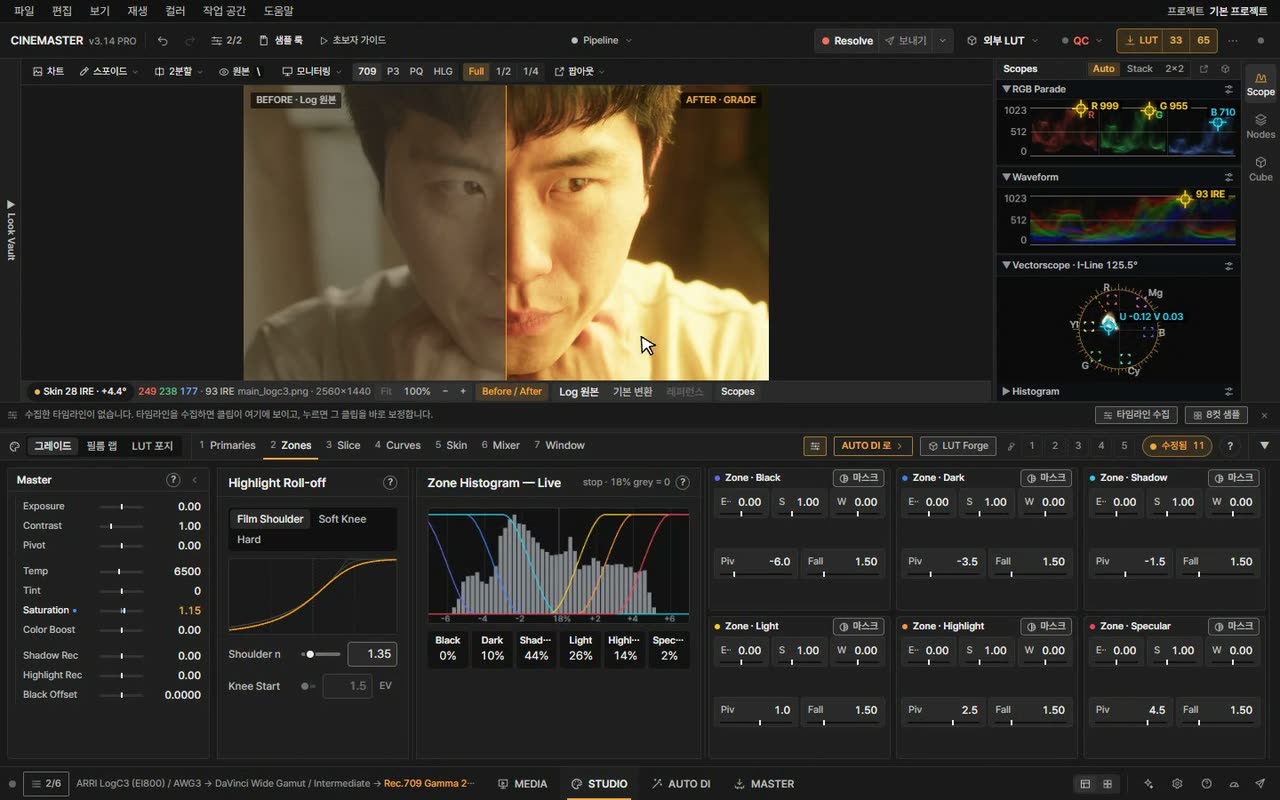 파일 편집 보기 재생 컬러 작업 공간 도움말 프로젝트 기본 프로젝트
CINEMASTER v3.14 PRO 2/2 샘플 룩 초보자 가이드 Pipeline Resolve 보내기 외부 LUT QC LUT 33 65
차트 스포이드 2분할 원본 모니터링 709 P3 PQ HLG Full 1/2 1/4 팝아웃
Scopes Auto Stack 2×2
Scope
Nodes
Cube
Look Vault
BEFORE · Log 원본 AFTER · GRADE
RGB Parade
1023
512
0
R 999 G 955 B 710
R G
Waveform
1023
512
0
93 IRE
Vectorscope · I-Line 125.5°
R Mg B Cy G Yl
U -0.12 V 0.03
Histogram
Skin 28 IRE · +4.4° 249 238 177 · 93 IRE main_logc3.png · 2560×1440 Fit 100% − + Before / After Log 원본 기본 변환 레퍼런스 Scopes
수집한 타임라인이 없습니다. 타임라인을 수집하면 클립이 여기에 보이고, 누르면 그 클립을 바로 보정합니다. 타임라인 수집 8컷 샘플
그레이드 필름 랩 LUT 포지 1 Primaries 2 Zones 3 Slice 4 Curves 5 Skin 6 Mixer 7 Window AUTO DI 로 > LUT Forge 1 2 3 4 5 수정됨 11 ?
Master ?
Exposure 0.00
Contrast 1.00
Pivot 0.00
Temp 6500
Tint 0
Saturation 1.15
Color Boost 0.00
Shadow Rec 0.00
Highlight Rec 0.00
Black Offset 0.0000
Highlight Roll-off ?
Film Shoulder Soft Knee
Hard
Shoulder n 1.35
Knee Start 1.5 EV
Zone Histogram — Live stop · 18% grey = 0 ?
-6 -4 -2 18% +2 +4 +6
Black Dark Shad··· Light Highl··· Spec···
0% 10% 44% 26% 14% 2%
Zone · Black 마스크
E·· 0.00 S 1.00 W 0.00
Piv -6.0 Fall 1.50
Zone · Dark 마스크
E·· 0.00 S 1.00 W 0.00
Piv -3.5 Fall 1.50
Zone · Shadow 마스크
E·· 0.00 S 1.00 W 0.00
Piv -1.5 Fall 1.50
Zone · Light 마스크
E·· 0.00 S 1.00 W 0.00
Piv 1.0 Fall 1.50
Zone · Highlight 마스크
E·· 0.00 S 1.00 W 0.00
Piv 2.5 Fall 1.50
Zone · Specular 마스크
E·· 0.00 S 1.00 W 0.00
Piv 4.5 Fall 1.50
2/6 ARRI LogC3 (EI800) / AWG3 → DaVinci Wide Gamut / Intermediate → Rec.709 Gamma 2··· MEDIA STUDIO AUTO DI MASTER